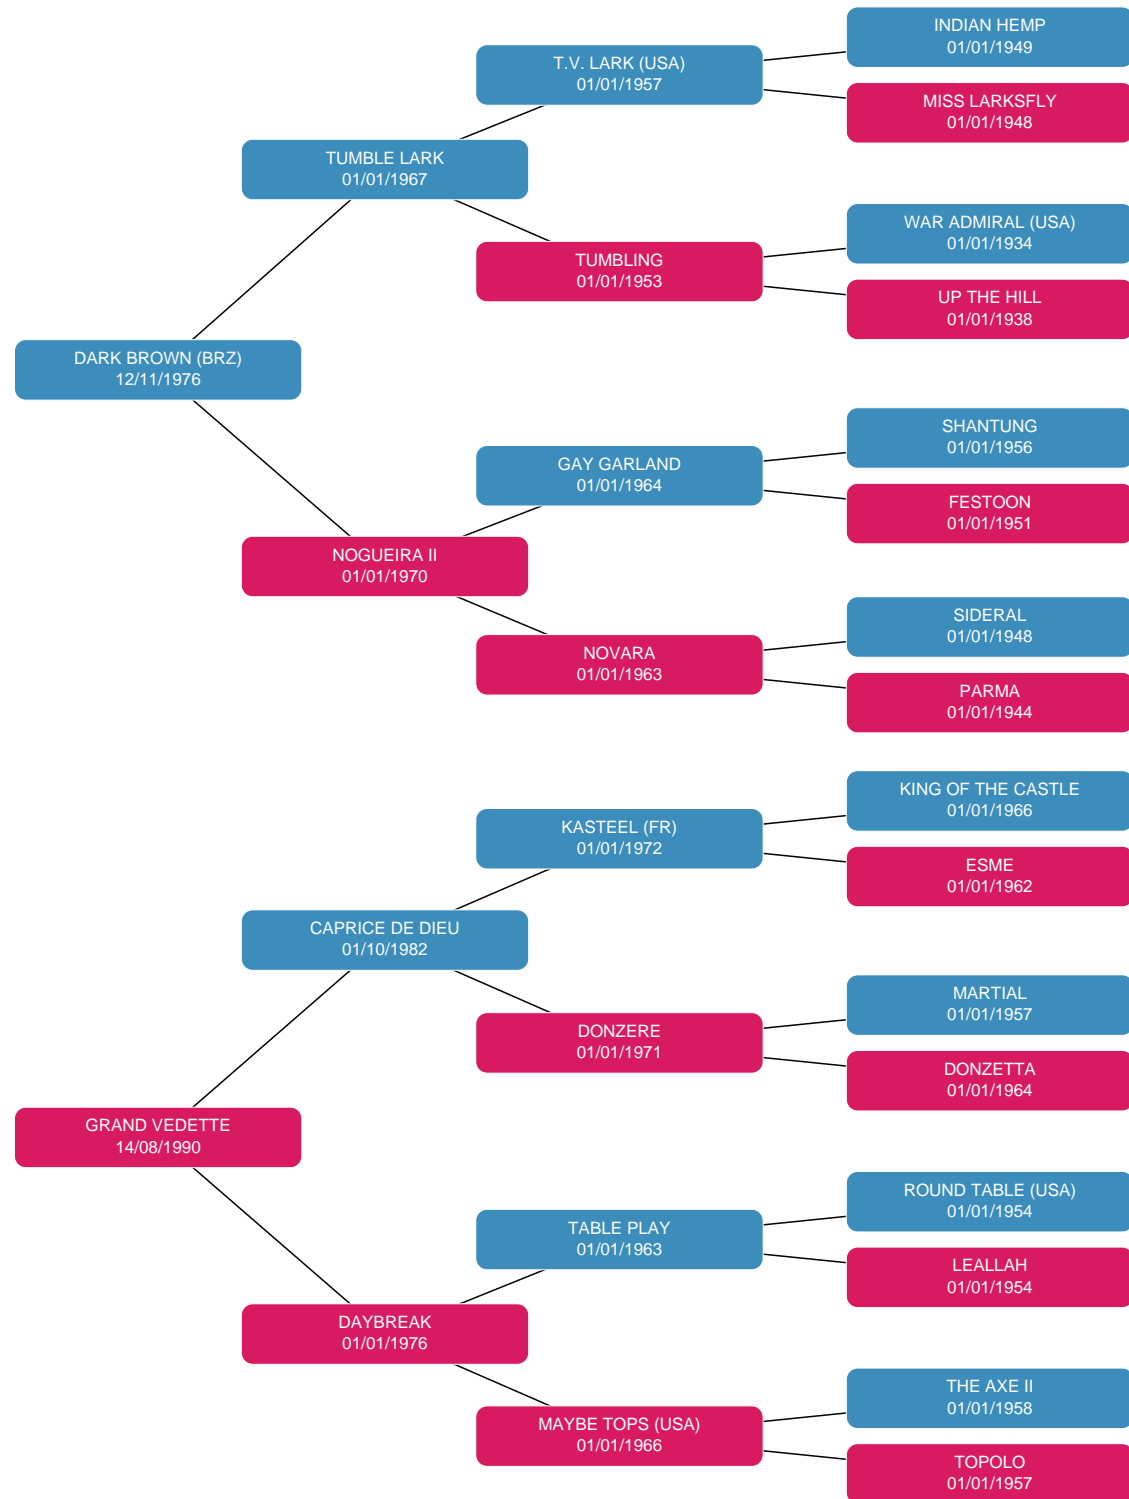 INDIAN HEMP
01/01/1949
T.V. LARK (USA)
01/01/1957
MISS LARKSFLY
01/01/1948
TUMBLE LARK
01/01/1967
WAR ADMIRAL (USA)
01/01/1934
TUMBLING
01/01/1953
UP THE HILL
01/01/1938
DARK BROWN (BRZ)
12/11/1976
SHANTUNG
01/01/1956
GAY GARLAND
01/01/1964
FESTOON
01/01/1951
NOGUEIRA II
01/01/1970
SIDERAL
01/01/1948
NOVARA
01/01/1963
PARMA
01/01/1944
KING OF THE CASTLE
01/01/1966
KASTEEL (FR)
01/01/1972
ESME
01/01/1962
CAPRICE DE DIEU
01/10/1982
MARTIAL
01/01/1957
DONZERE
01/01/1971
DONZETTA
01/01/1964
GRAND VEDETTE
14/08/1990
ROUND TABLE (USA)
01/01/1954
TABLE PLAY
01/01/1963
LEALLAH
01/01/1954
DAYBREAK
01/01/1976
THE AXE II
01/01/1958
MAYBE TOPS (USA)
01/01/1966
TOPOLO
01/01/1957